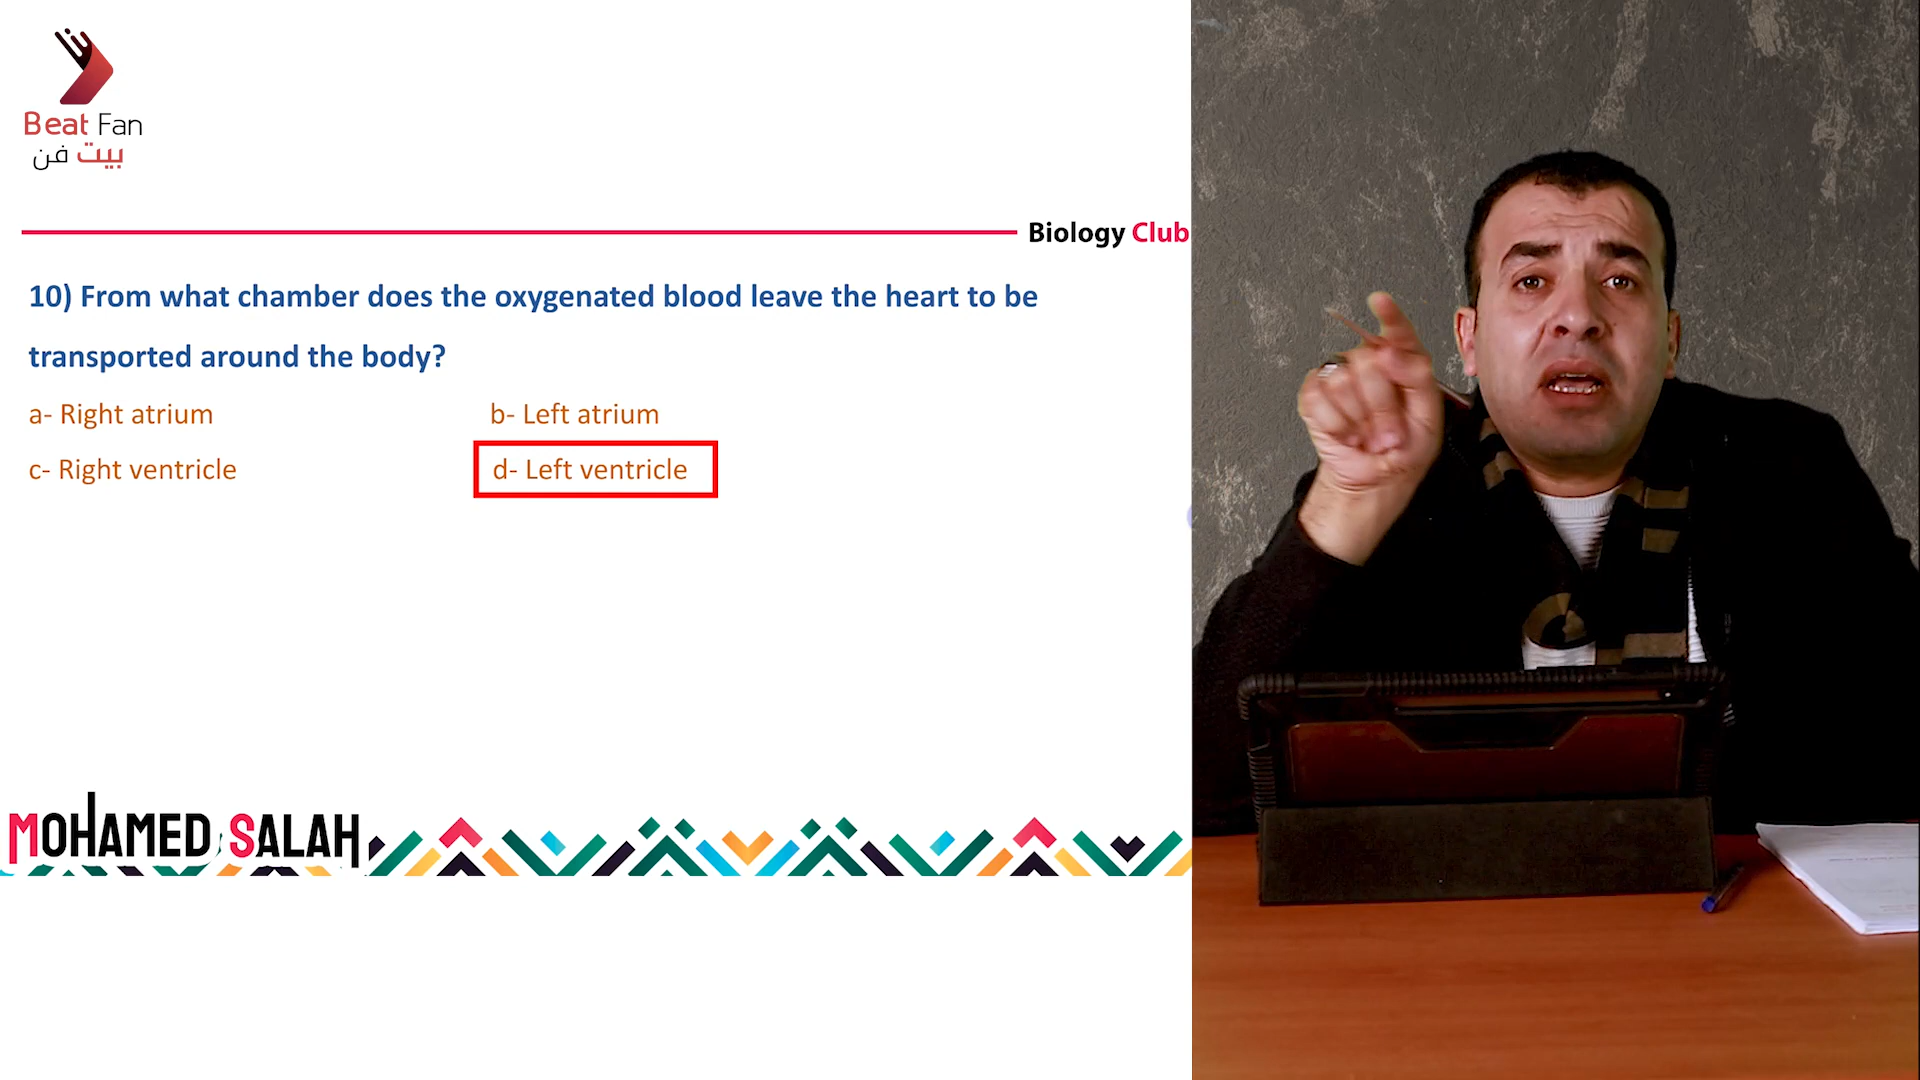 Beat Fan
بيت فن
Biology Club
10) From what chamber does the oxygenated blood leave the heart to be
transported around the body?
a- Right atrium
b- Left atrium
c- Right ventricle
d- Left ventricle
MOHAMED SALAH